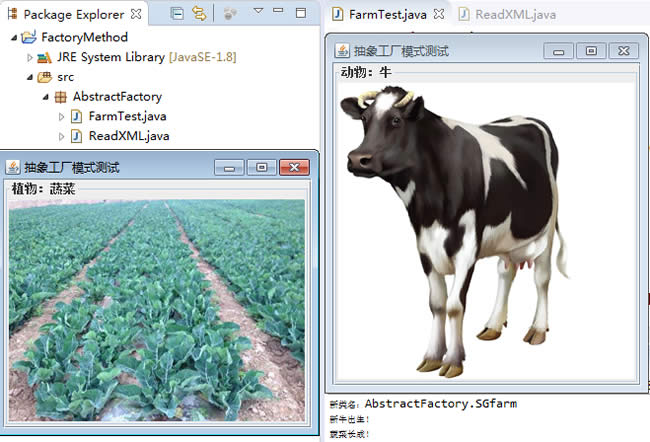 Package Explorer
FactoryMethod
JRE System Library [JavaSE-1.8]
src
AbstractFactory
FarmTest.java
ReadXML.java
抽象工厂模式测试
植物：蔬菜
FarmTest.java
ReadXML.java
抽象工厂模式测试
动物：牛
新类名：AbstractFactory.SGfarm
新牛出生！
蔬菜长成！